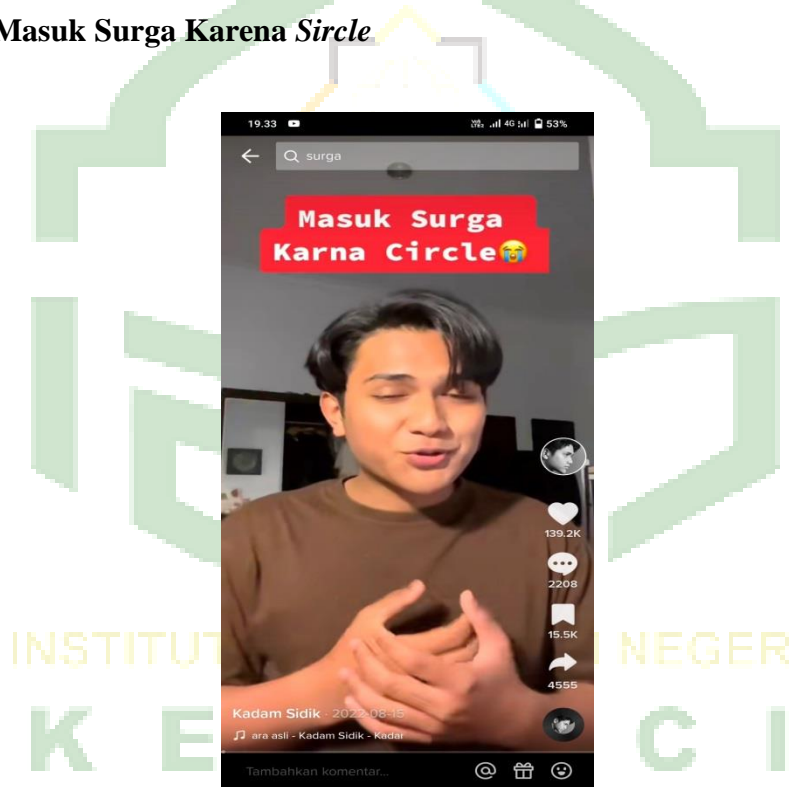 Masuk Surga Karena Sircle
19.33
4G 53%
surga
Masuk Surga
Karna Circle😭
139.2K
2208
15.5K
4555
Kadam Sidik · 2022-08-15
ara asli - Kadam Sidik - Kadar
Tambahkan komentar...
INSTITUT NEGER
K E C I